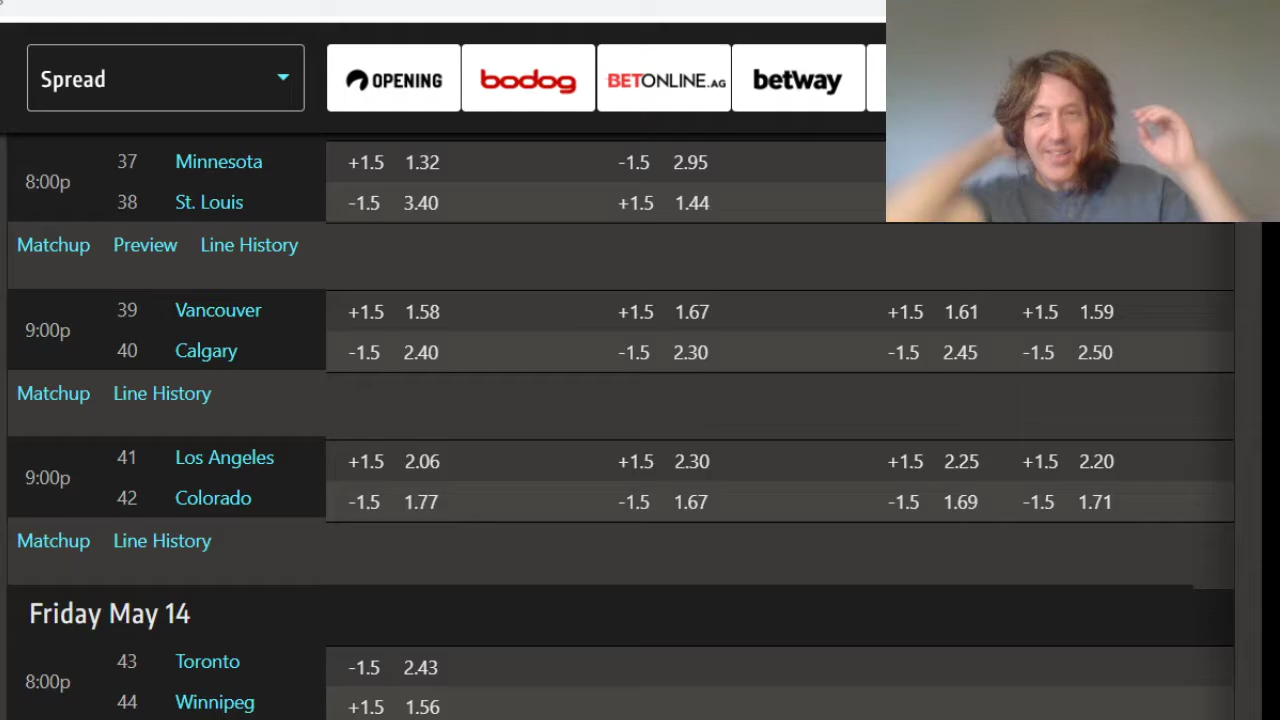 Spread OPENING bodog BETONLINE.AG betway
8:00p 37 Minnesota +1.5 1.32 -1.5 2.95
38 St. Louis -1.5 3.40 +1.5 1.44
Matchup Preview Line History
9:00p 39 Vancouver +1.5 1.58 +1.5 1.67 +1.5 1.61 +1.5 1.59
40 Calgary -1.5 2.40 -1.5 2.30 -1.5 2.45 -1.5 2.50
Matchup Line History
9:00p 41 Los Angeles +1.5 2.06 +1.5 2.30 +1.5 2.25 +1.5 2.20
42 Colorado -1.5 1.77 -1.5 1.67 -1.5 1.69 -1.5 1.71
Matchup Line History
Friday May 14
8:00p 43 Toronto -1.5 2.43
44 Winnipeg +1.5 1.56